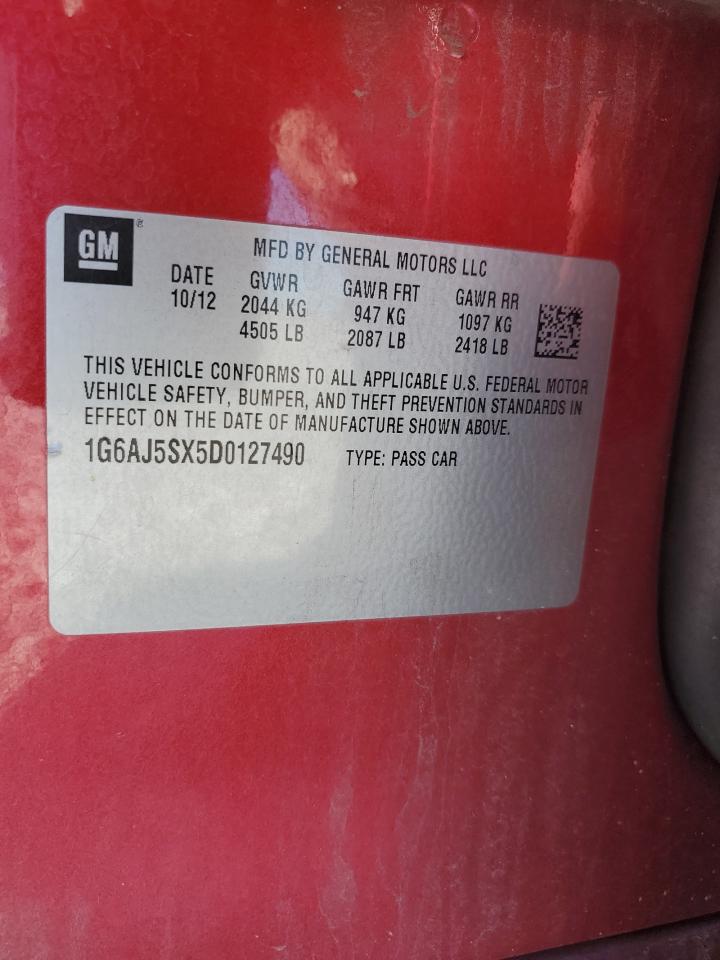 GM®
MFD BY GENERAL MOTORS LLC
DATE GVWR GAWR FRT GAWR RR
10/12 2044 KG 947 KG 1097 KG
4505 LB 2087 LB 2418 LB
THIS VEHICLE CONFORMS TO ALL APPLICABLE U.S. FEDERAL MOTOR
VEHICLE SAFETY, BUMPER, AND THEFT PREVENTION STANDARDS IN
EFFECT ON THE DATE OF MANUFACTURE SHOWN ABOVE.
1G6AJ5SX5D0127490 TYPE: PASS CAR